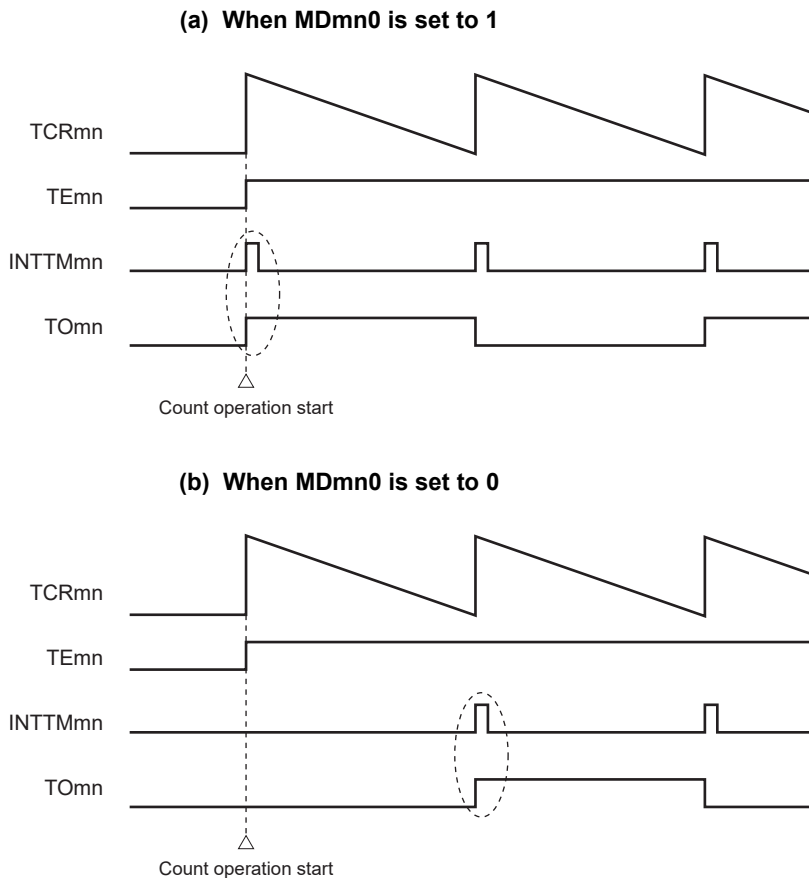 (a) When MDmn0 is set to 1
TCRmn
TEmn
INTTMmn
TOmn
Count operation start
(b) When MDmn0 is set to 0
TCRmn
TEmn
INTTMmn
TOmn
Count operation start